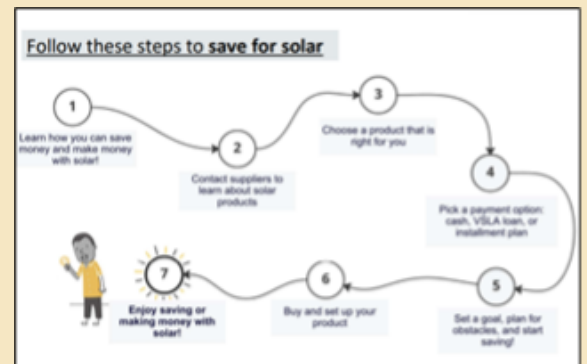 Follow these steps to save for solar
1
Learn how you can save
money and make money
with solar!
2
Contact suppliers to
learn about solar
products
3
Choose a product that is
right for you
4
Pick a payment option:
cash, VSLA loan, or
installment plan
5
Set a goal, plan for
obstacles, and start
saving!
6
Buy and set up your
product
7
Enjoy saving or
making money with
solar!